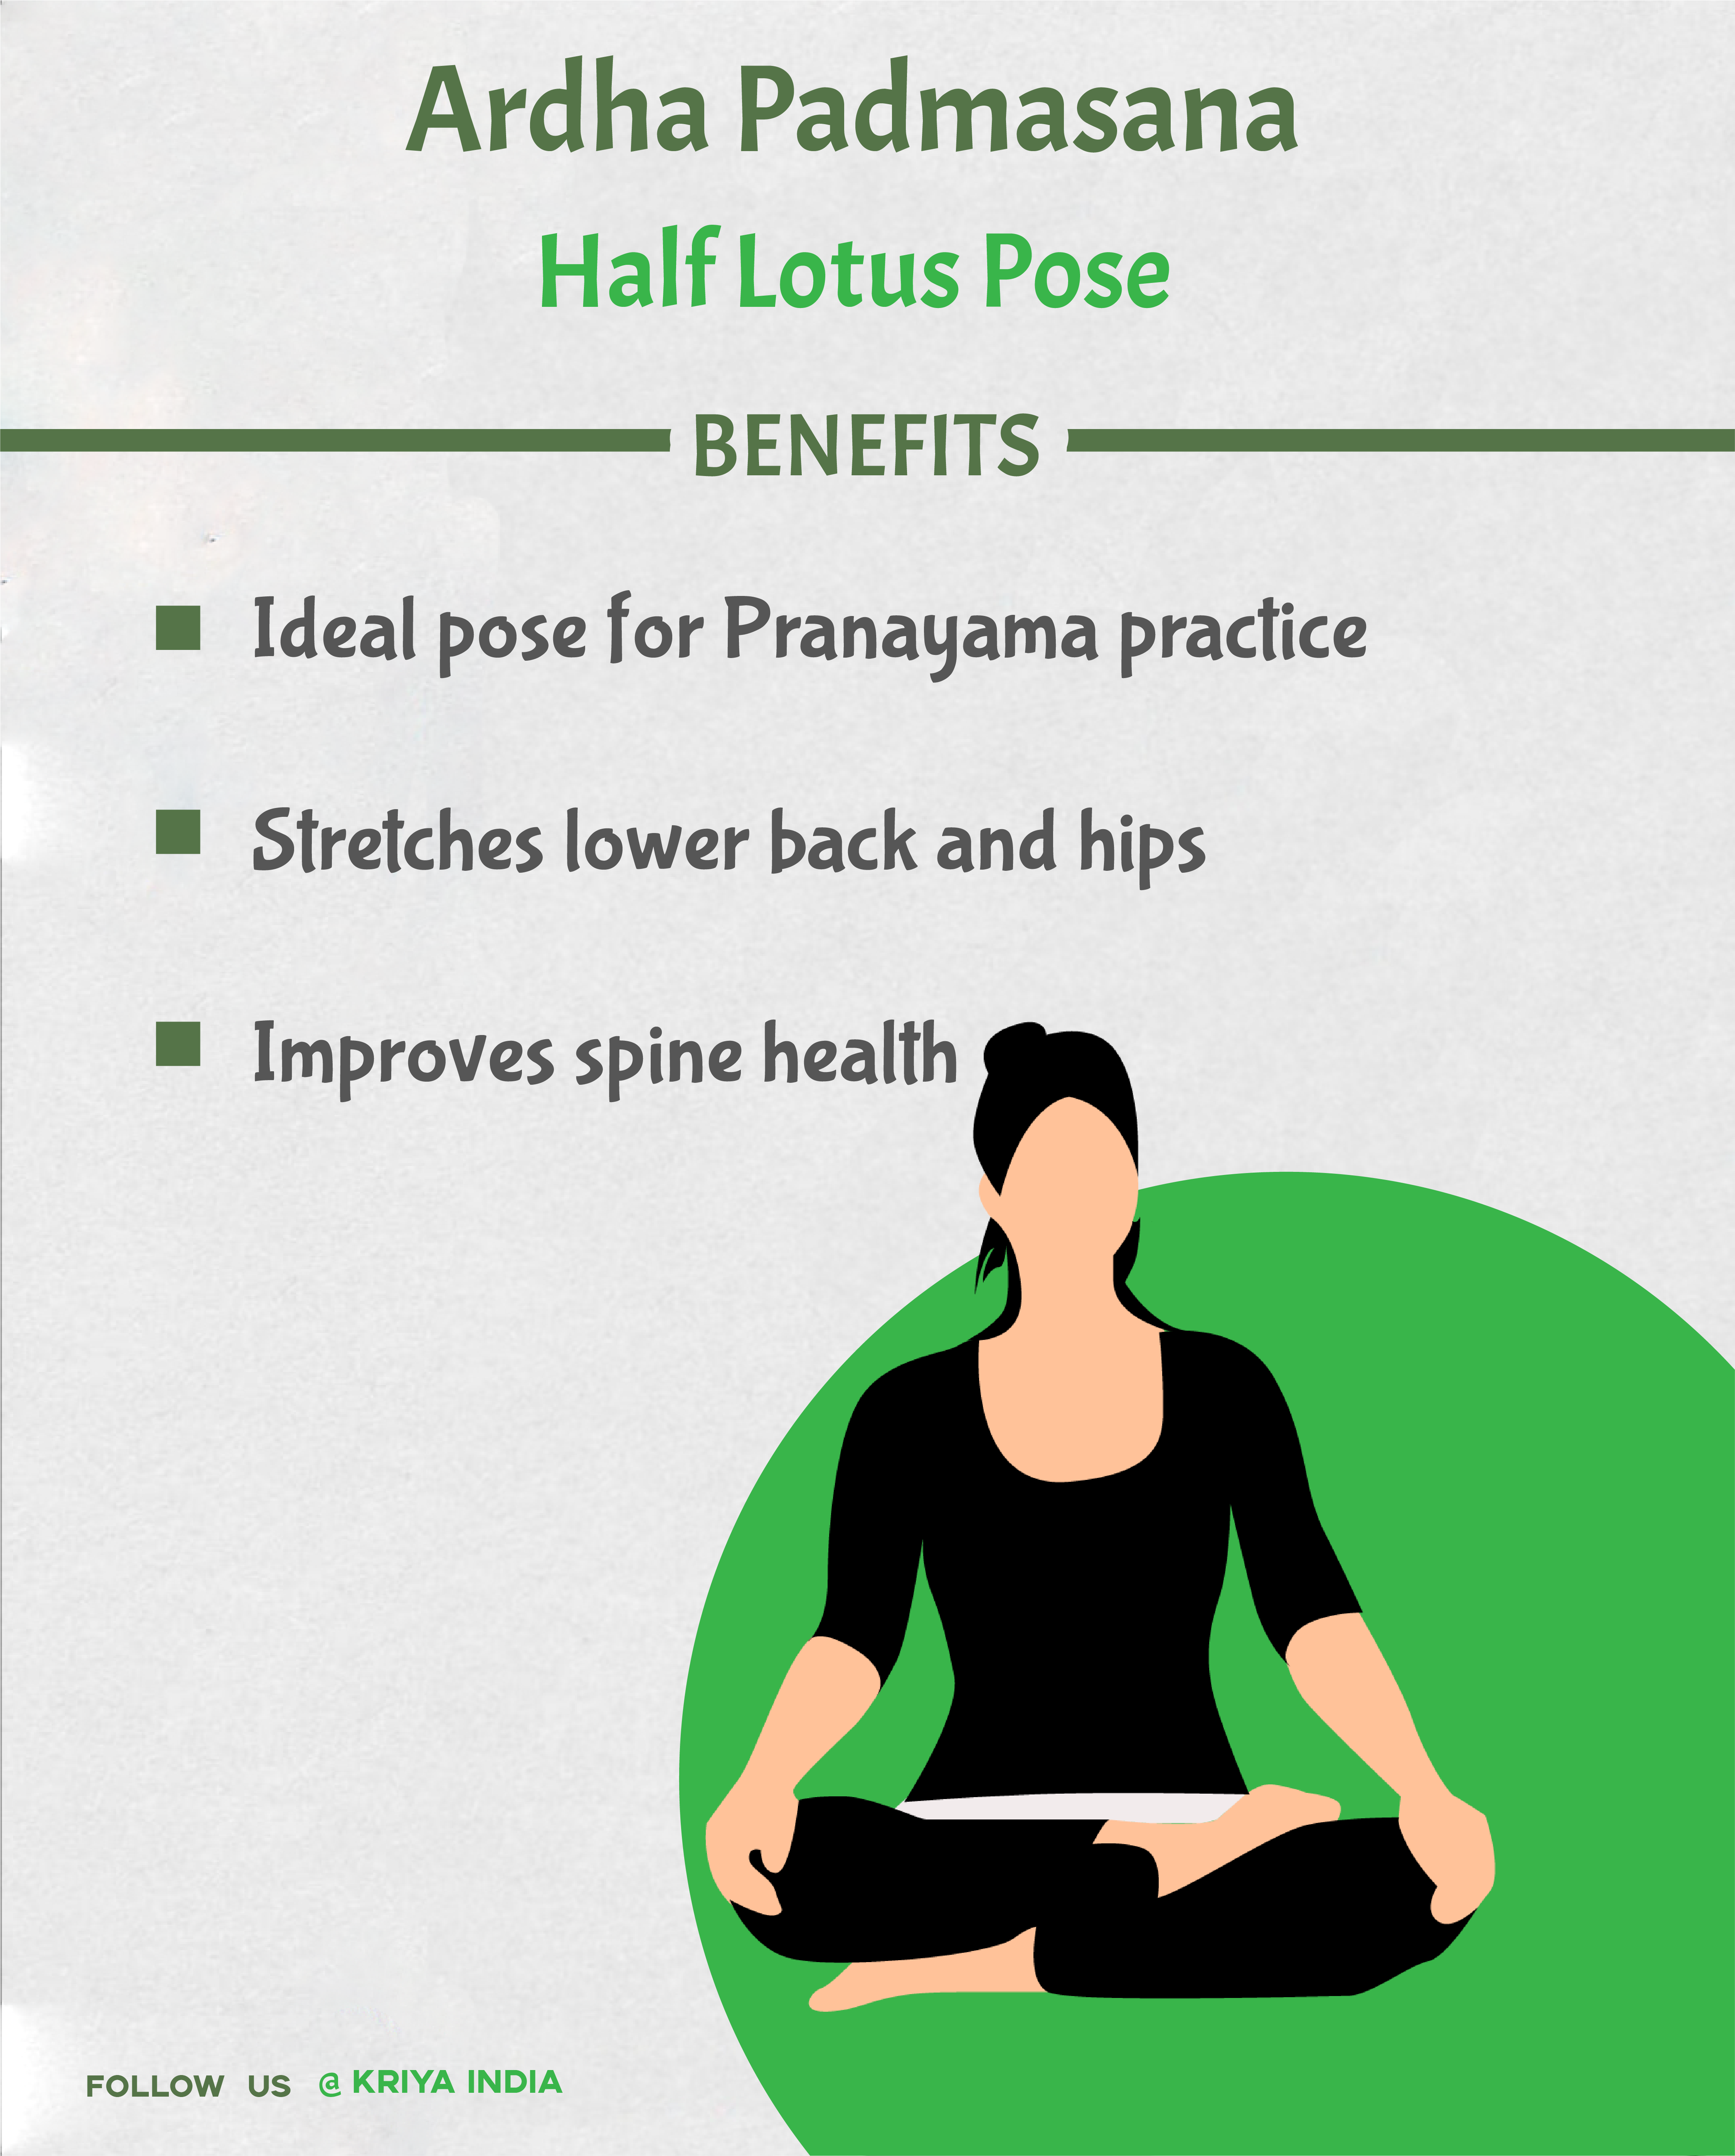 Ardha Padmasana
Half Lotus Pose
BENEFITS
Ideal pose for Pranayama practice
Stretches lower back and hips
Improves spine health
FOLLOW US @ KRIYA INDIA